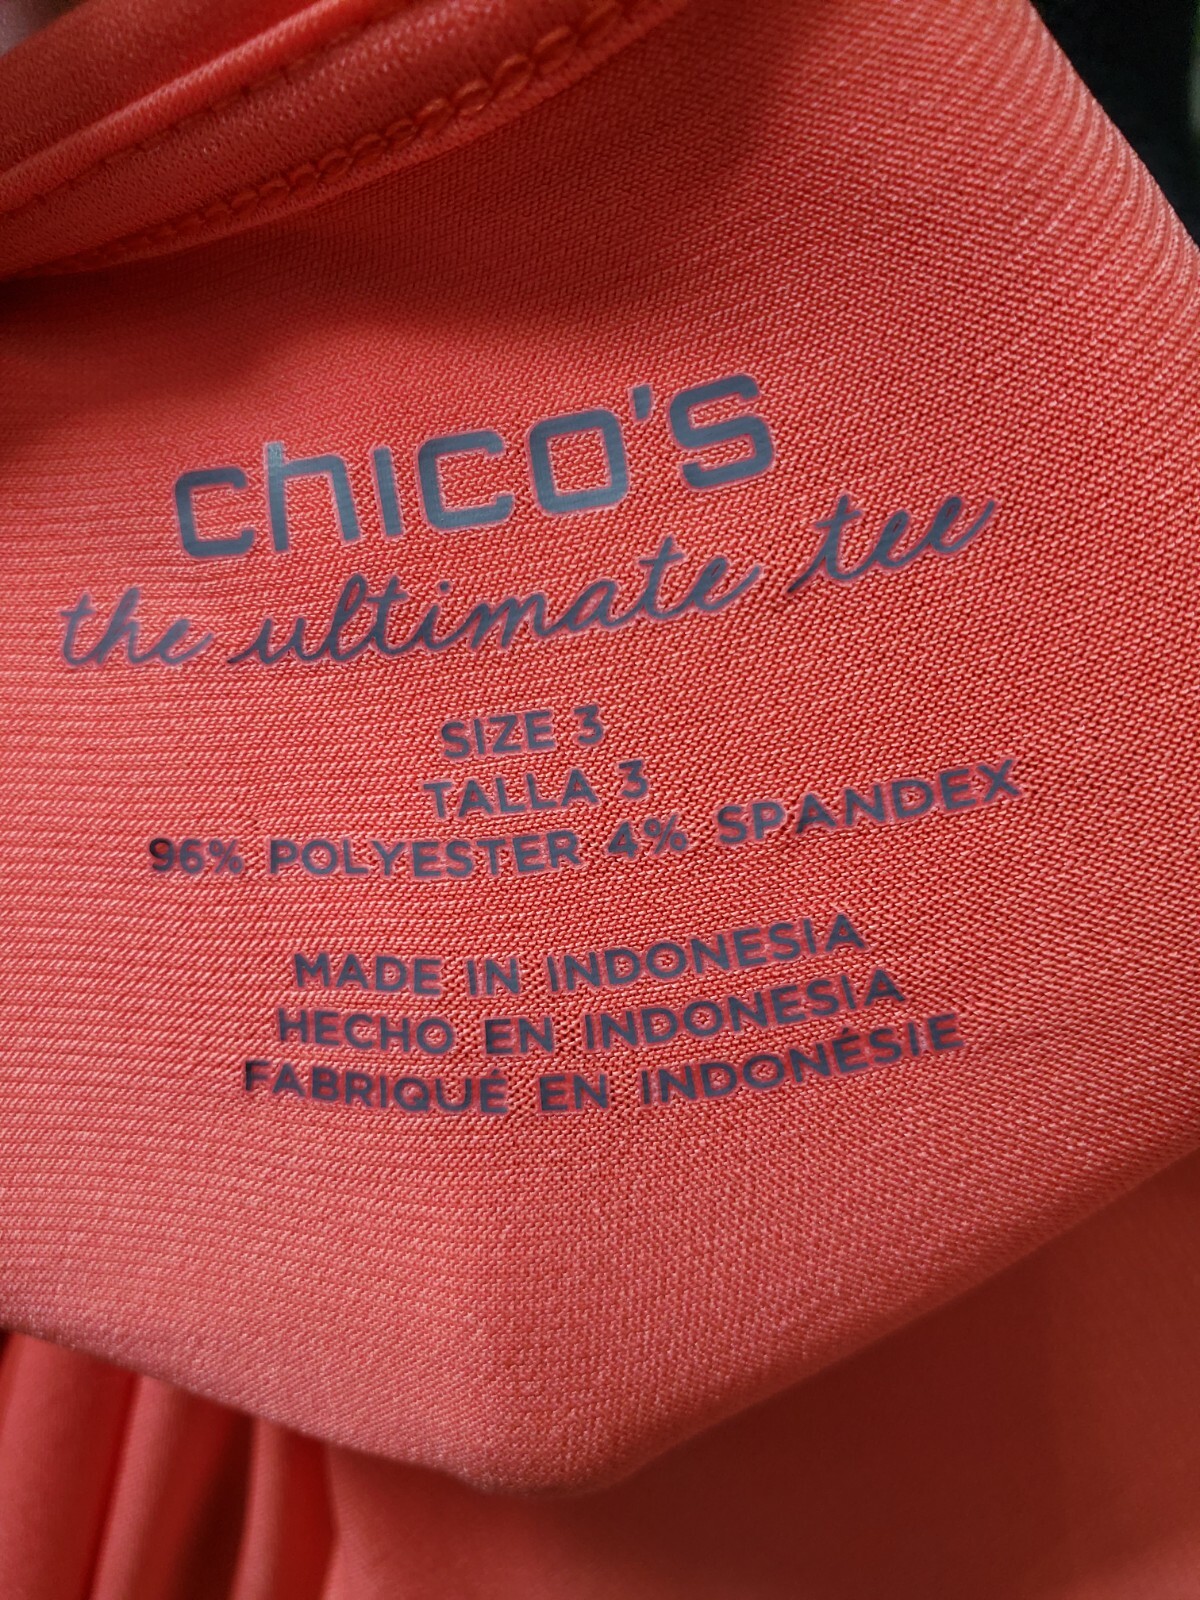 chico's
the ultimate tee
SIZE 3
TALLA 3
96% POLYESTER 4% SPANDEX
MADE IN INDONESIA
HECHO EN INDONESIA
FABRIQUÉ EN INDONÉSIE